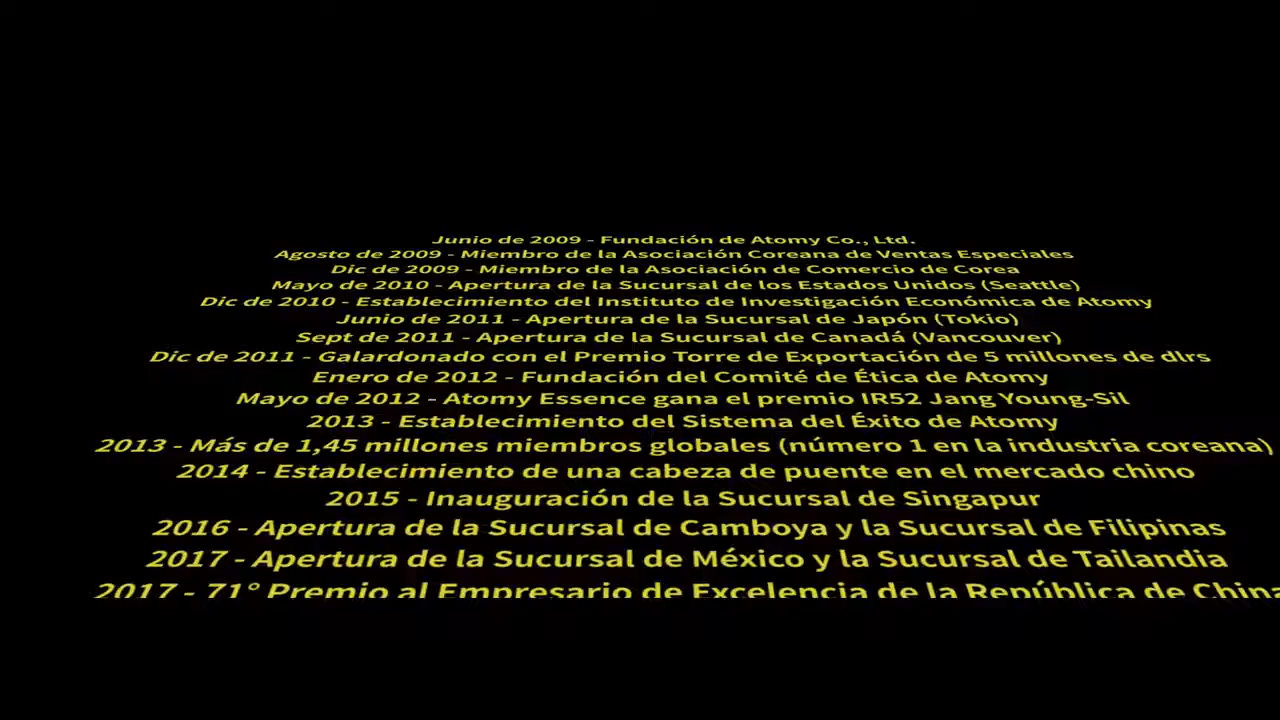 Junio de 2009 - Fundación de Atomy Co., Ltd.
Agosto de 2009 - Miembro de la Asociación Coreana de Ventas Especiales
Dic de 2009 - Miembro de la Asociación de Comercio de Corea
Mayo de 2010 - Apertura de la Sucursal de los Estados Unidos (Seattle)
Dic de 2010 - Establecimiento del Instituto de Investigación Económica de Atomy
Junio de 2011 - Apertura de la Sucursal de Japón (Tokio)
Sept de 2011 - Apertura de la Sucursal de Canadá (Vancouver)
Dic de 2011 - Galardonado con el Premio Torre de Exportación de 5 millones de dlrs
Enero de 2012 - Fundación del Comité de Ética de Atomy
Mayo de 2012 - Atomy Essence gana el premio IR52 Jang Young-Sil
2013 - Establecimiento del Sistema del Éxito de Atomy
2013 - Más de 1,45 millones miembros globales (número 1 en la industria coreana)
2014 - Establecimiento de una cabeza de puente en el mercado chino
2015 - Inauguración de la Sucursal de Singapur
2016 - Apertura de la Sucursal de Camboya y la Sucursal de Filipinas
2017 - Apertura de la Sucursal de México y la Sucursal de Tailandia
2017 - 71° Premio al Empresario de Excelencia de la República de China